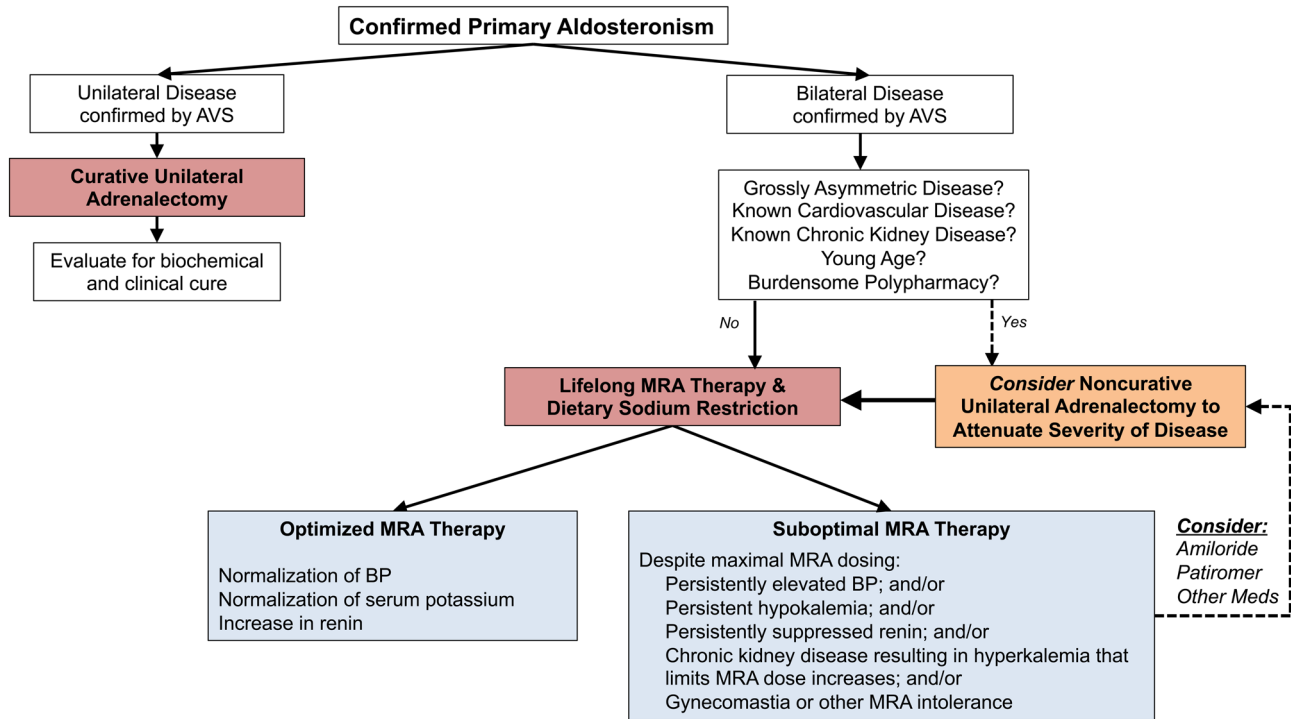 Confirmed Primary Aldosteronism
Unilateral Disease
confirmed by AVS
Bilateral Disease
confirmed by AVS
Curative Unilateral
Adrenalectomy
Evaluate for biochemical
and clinical cure
Grossly Asymmetric Disease?
Known Cardiovascular Disease?
Known Chronic Kidney Disease?
Young Age?
Burdensome Polypharmacy?
No
Yes
Lifelong MRA Therapy &
Dietary Sodium Restriction
Consider Noncurative
Unilateral Adrenalectomy to
Attenuate Severity of Disease
Optimized MRA Therapy
Normalization of BP
Normalization of serum potassium
Increase in renin
Suboptimal MRA Therapy
Despite maximal MRA dosing:
Persistently elevated BP; and/or
Persistent hypokalemia; and/or
Persistently suppressed renin; and/or
Chronic kidney disease resulting in hyperkalemia that
limits MRA dose increases; and/or
Gynecomastia or other MRA intolerance
Consider:
Amiloride
Patiromer
Other Meds